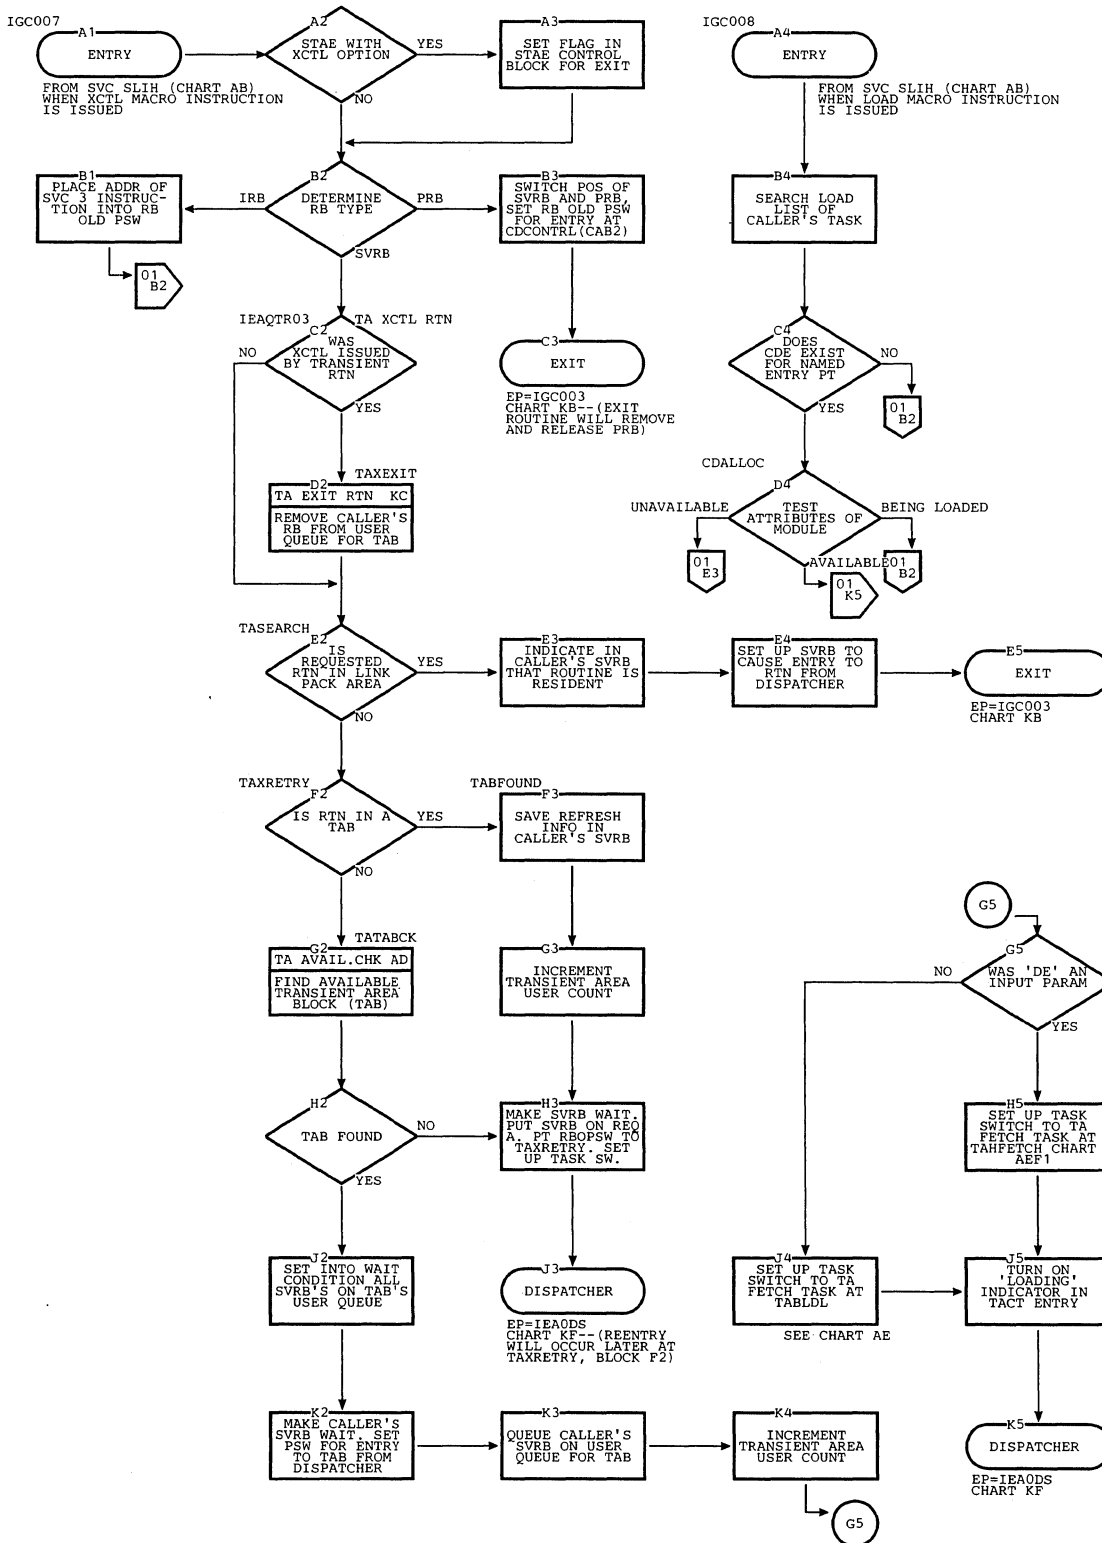 IGC007
A1
ENTRY
FROM SVC SLIH (CHART AB)
WHEN XCTL MACRO INSTRUCTION
IS ISSUED
A2
STAE WITH
XCTL OPTION
YES
NO
A3
SET FLAG IN
STAE CONTROL
BLOCK FOR EXIT
IGC008
A4
ENTRY
FROM SVC SLIH (CHART AB)
WHEN LOAD MACRO INSTRUCTION
IS ISSUED
B1
PLACE ADDR OF
SVC 3 INSTRUC-
TION INTO RB
OLD PSW
01
B2
IRB
B2
DETERMINE
RB TYPE
PRB
SVRB
B3
SWITCH POS OF
SVRB AND PRB,
SET RB OLD PSW
FOR ENTRY AT
CDCONTRL(CAB2)
B4
SEARCH LOAD
LIST OF
CALLER'S TASK
IEAQTR03
TA XCTL RTN
C2
WAS
XCTL ISSUED
BY TRANSIENT
RTN
NO
YES
C3
EXIT
EP=IGC003
CHART KB--(EXIT
ROUTINE WILL REMOVE
AND RELEASE PRB)
C4
DOES
CDE EXIST
FOR NAMED
ENTRY PT
NO
YES
01
B2
TAXEXIT
D2
TA EXIT RTN KC
REMOVE CALLER'S
RB FROM USER
QUEUE FOR TAB
CDALLOC
D4
TEST
ATTRIBUTES OF
MODULE
UNAVAILABLE
BEING LOADED
AVAILABLE
01
E3
01
K5
01
B2
TASEARCH
E2
IS
REQUESTED
RTN IN LINK
PACK AREA
YES
NO
E3
INDICATE IN
CALLER'S SVRB
THAT ROUTINE IS
RESIDENT
E4
SET UP SVRB TO
CAUSE ENTRY TO
RTN FROM
DISPATCHER
E5
EXIT
EP=IGC003
CHART KB
TAXRETRY
F2
IS RTN IN A
TAB
YES
NO
TABFOUND
F3
SAVE REFRESH
INFO IN
CALLER'S SVRB
TATABCK
G2
TA AVAIL.CHK AD
FIND AVAILABLE
TRANSIENT AREA
BLOCK (TAB)
G3
INCREMENT
TRANSIENT AREA
USER COUNT
G5
G5
WAS 'DE' AN
INPUT PARAM
NO
YES
H2
TAB FOUND
NO
YES
H3
MAKE SVRB WAIT.
PUT SVRB ON REQ
A. PT RBOPSW TO
TAXRETRY. SET
UP TASK SW.
H5
SET UP TASK
SWITCH TO TA
FETCH TASK AT
TAHFETCH CHART
AEF1
J2
SET INTO WAIT
CONDITION ALL
SVRB'S ON TAB'S
USER QUEUE
J3
DISPATCHER
EP=IEA0DS
CHART KF--(REENTRY
WILL OCCUR LATER AT
TAXRETRY, BLOCK F2)
J4
SET UP TASK
SWITCH TO TA
FETCH TASK AT
TABLDL
SEE CHART AE
J5
TURN ON
'LOADING'
INDICATOR IN
TACT ENTRY
K2
MAKE CALLER'S
SVRB WAIT. SET
PSW FOR ENTRY
TO TAB FROM
DISPATCHER
K3
QUEUE CALLER'S
SVRB ON USER
QUEUE FOR TAB
K4
INCREMENT
TRANSIENT AREA
USER COUNT
G5
K5
DISPATCHER
EP=IEA0DS
CHART KF